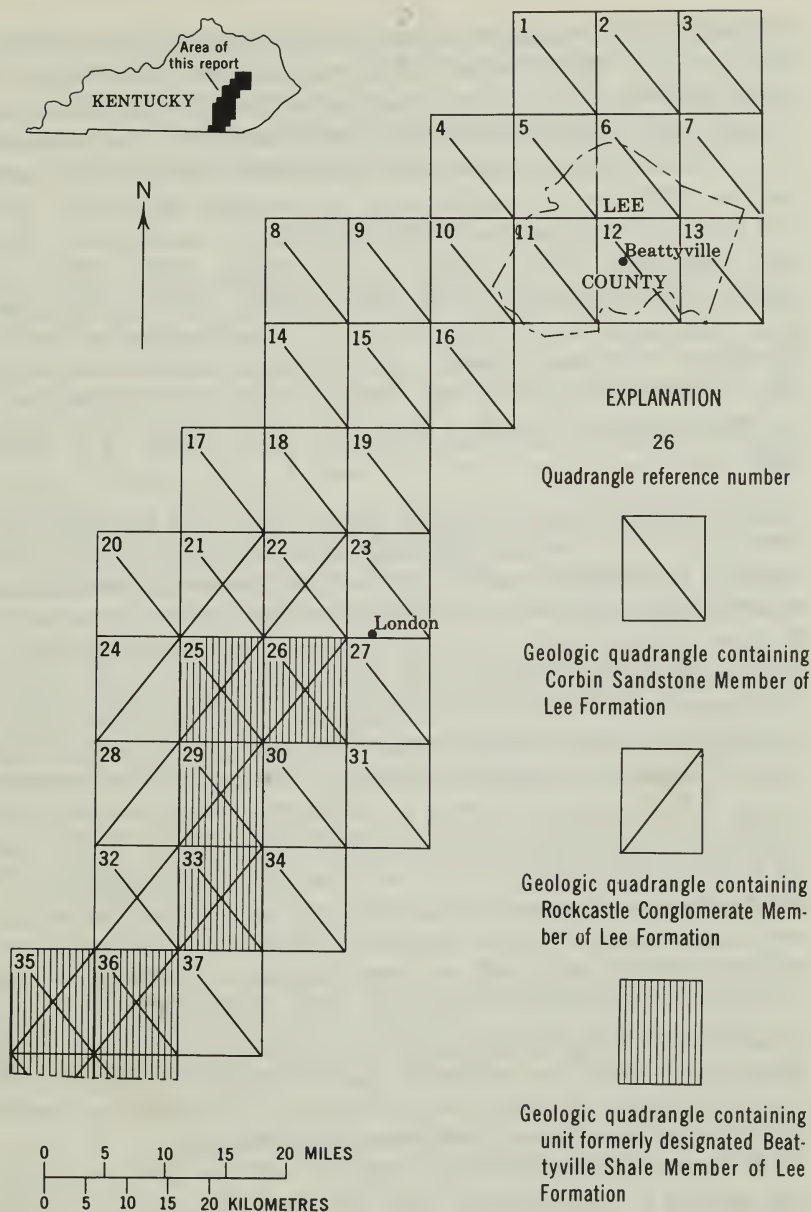 Area of
this report
KENTUCKY
N
1 2 3
4 5 6 7
LEE
8 9 10 11 12 13
Beattyville
COUNTY
14 15 16
17 18 19
20 21 22 23
London
24 25 26 27
28 29 30 31
32 33 34
35 36 37
0 5 10 15 20 MILES
0 5 10 15 20 KILOMETRES
EXPLANATION
26
Quadrangle reference number
Geologic quadrangle containing
Corbin Sandstone Member of
Lee Formation
Geologic quadrangle containing
Rockcastle Conglomerate Mem-
ber of Lee Formation
Geologic quadrangle containing
unit formerly designated Beat-
tyville Shale Member of Lee
Formation